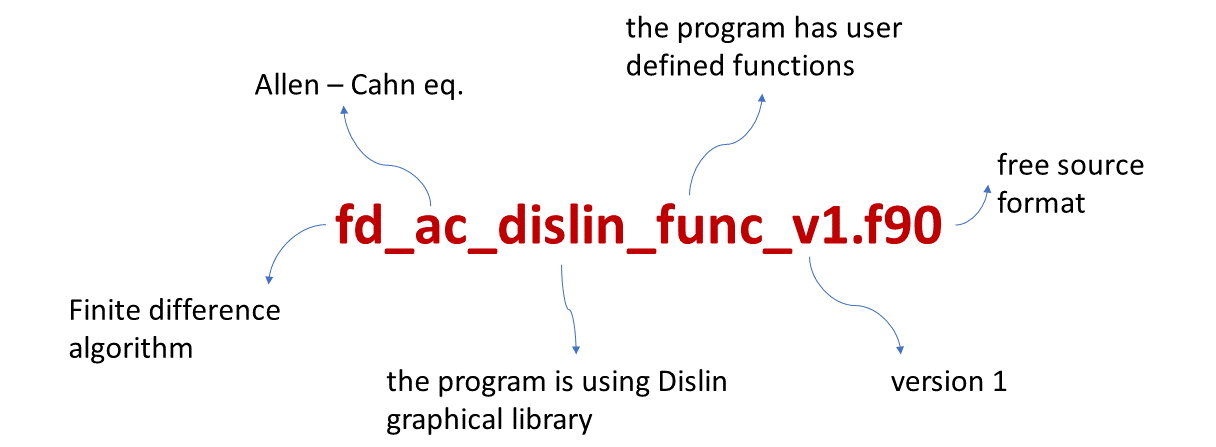 the program has user
defined functions
Allen – Cahn eq.
free source
format
fd_ac_dislin_func_v1.f90
Finite difference
algorithm
the program is using Dislin
graphical library
version 1